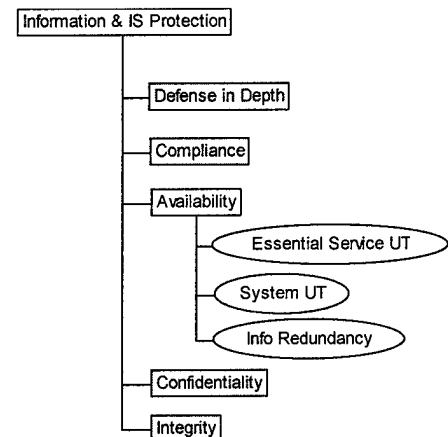 Information & IS Protection
Defense in Depth
Compliance
Availability
Essential Service UT
System UT
Info Redundancy
Confidentiality
Integrity